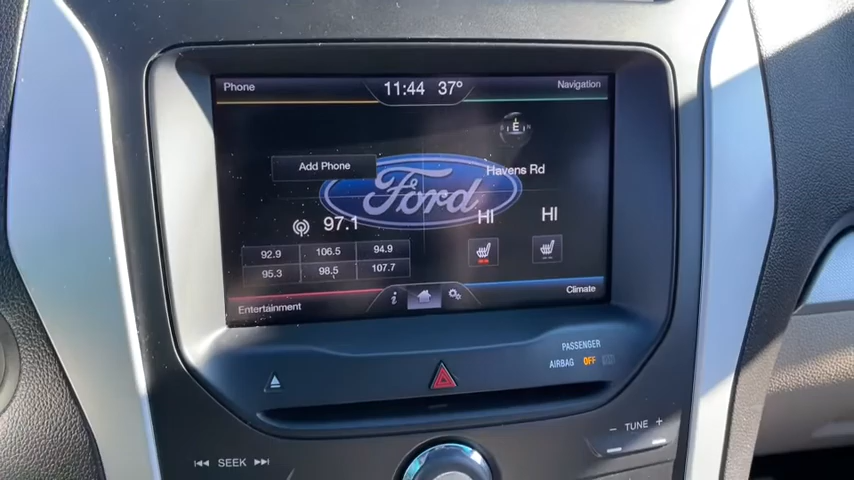 Phone
11:44 37°
Navigation
E
Add Phone
Ford
Havens Rd
97.1
HI HI
92.9 106.5 94.9
95.3 98.5 107.7
Entertainment
i
Climate
PASSENGER
AIRBAG OFF
SEEK
− TUNE +